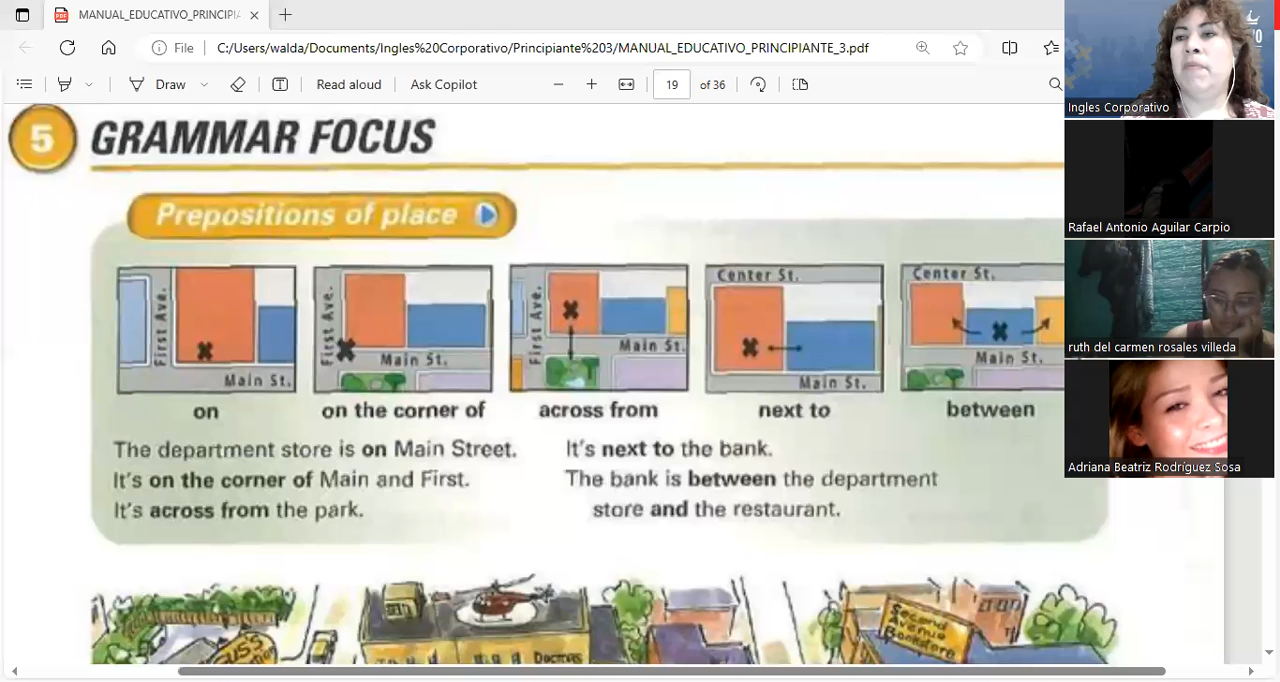 MANUAL_EDUCATIVO_PRINCIPI
File C:/Users/walda/Documents/Ingles%20Corporativo/Principiante%203/MANUAL_EDUCATIVO_PRINCIPIANTE_3.pdf
Draw Read aloud Ask Copilot 19 of 36
5 GRAMMAR FOCUS
Prepositions of place
First Ave.
Main St.
First Ave.
Main St.
First Ave.
Main St.
Center St.
Main St.
Center St.
Main St.
on
on the corner of
across from
next to
between
The department store is on Main Street.
It's on the corner of Main and First.
It's across from the park.
It's next to the bank.
The bank is between the department
store and the restaurant.
Second
Avenue
Ingles Corporativo
Rafael Antonio Aguilar Carpio
ruth del carmen rosales villeda
Adriana Beatriz Rodríguez Sosa